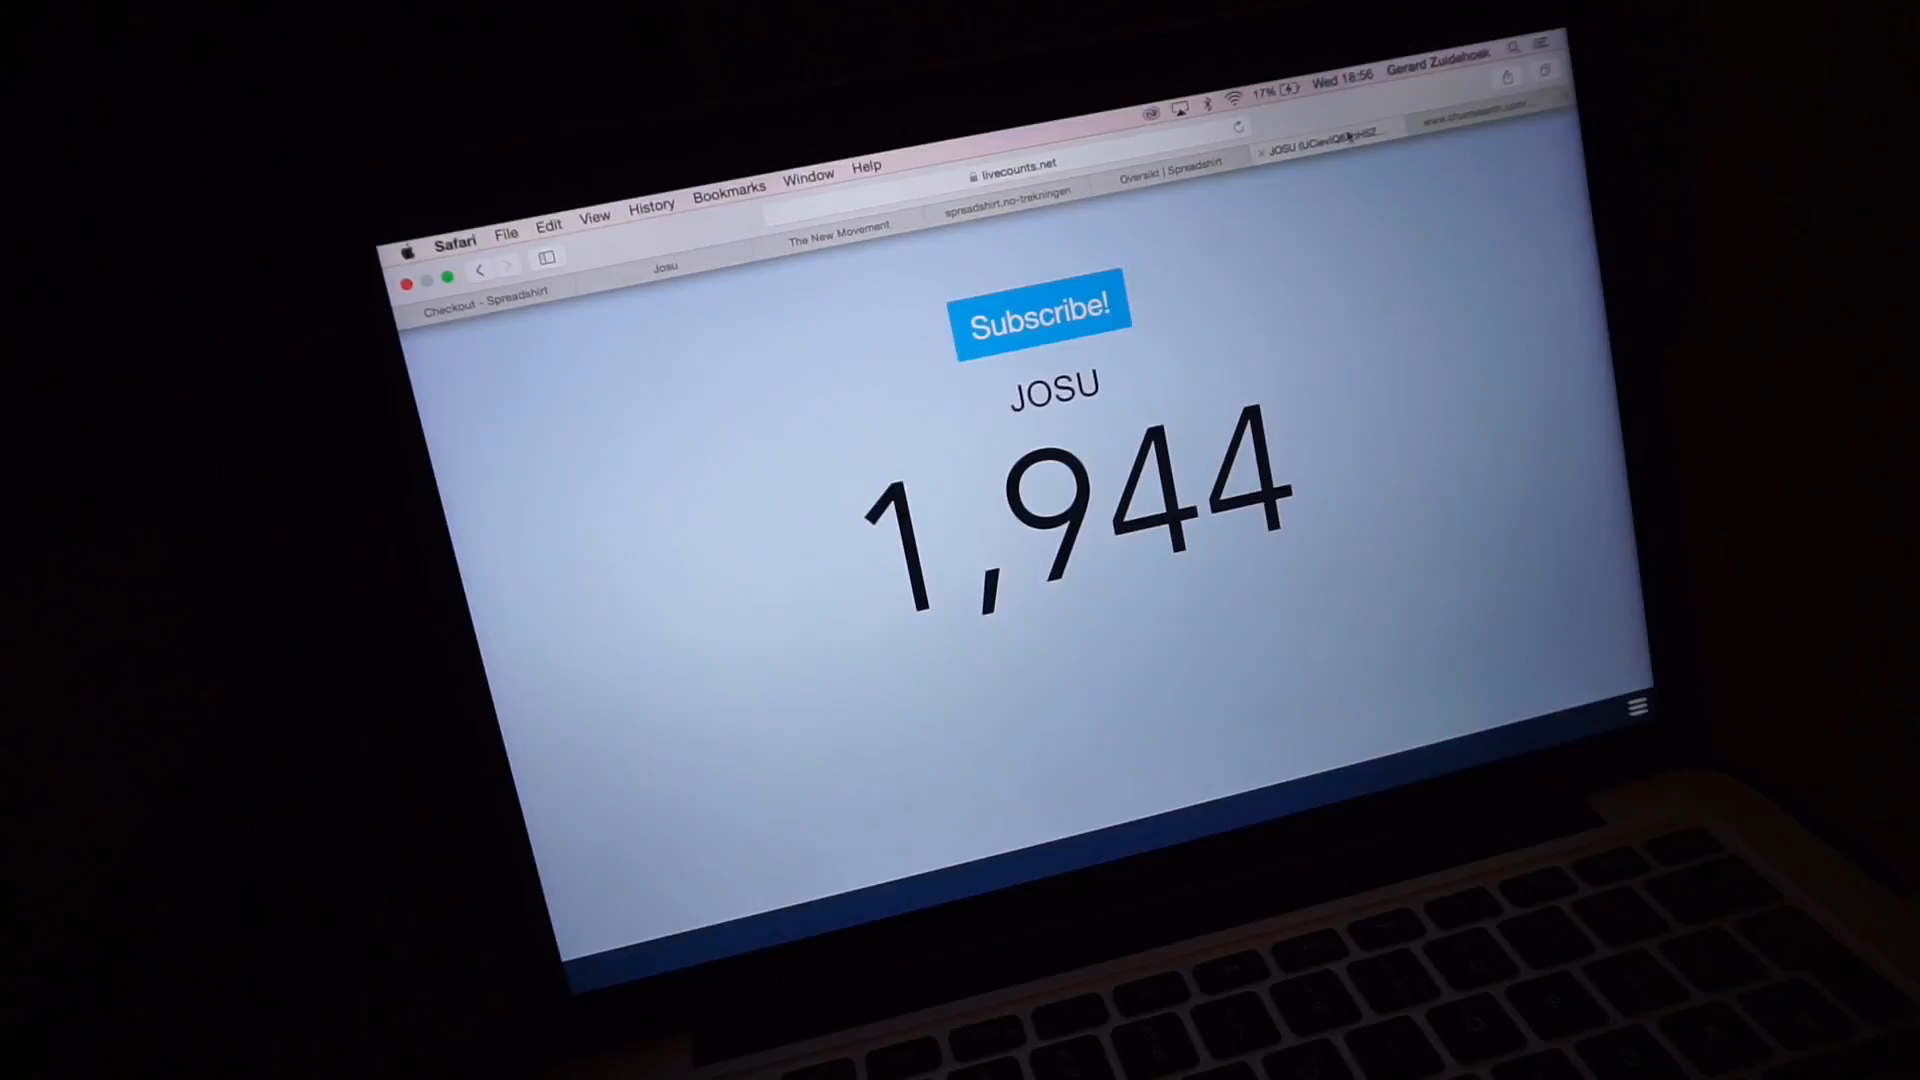 Safari File Edit View History Bookmarks Window Help 17% Wed 18:56 Gerard Zuidehoek
livecounts.net
Checkout - Spreadshirt Josu The New Movement spreadshirt.no-trekningen Oversikt | Spreadshirt
Subscribe!
JOSU
1,944